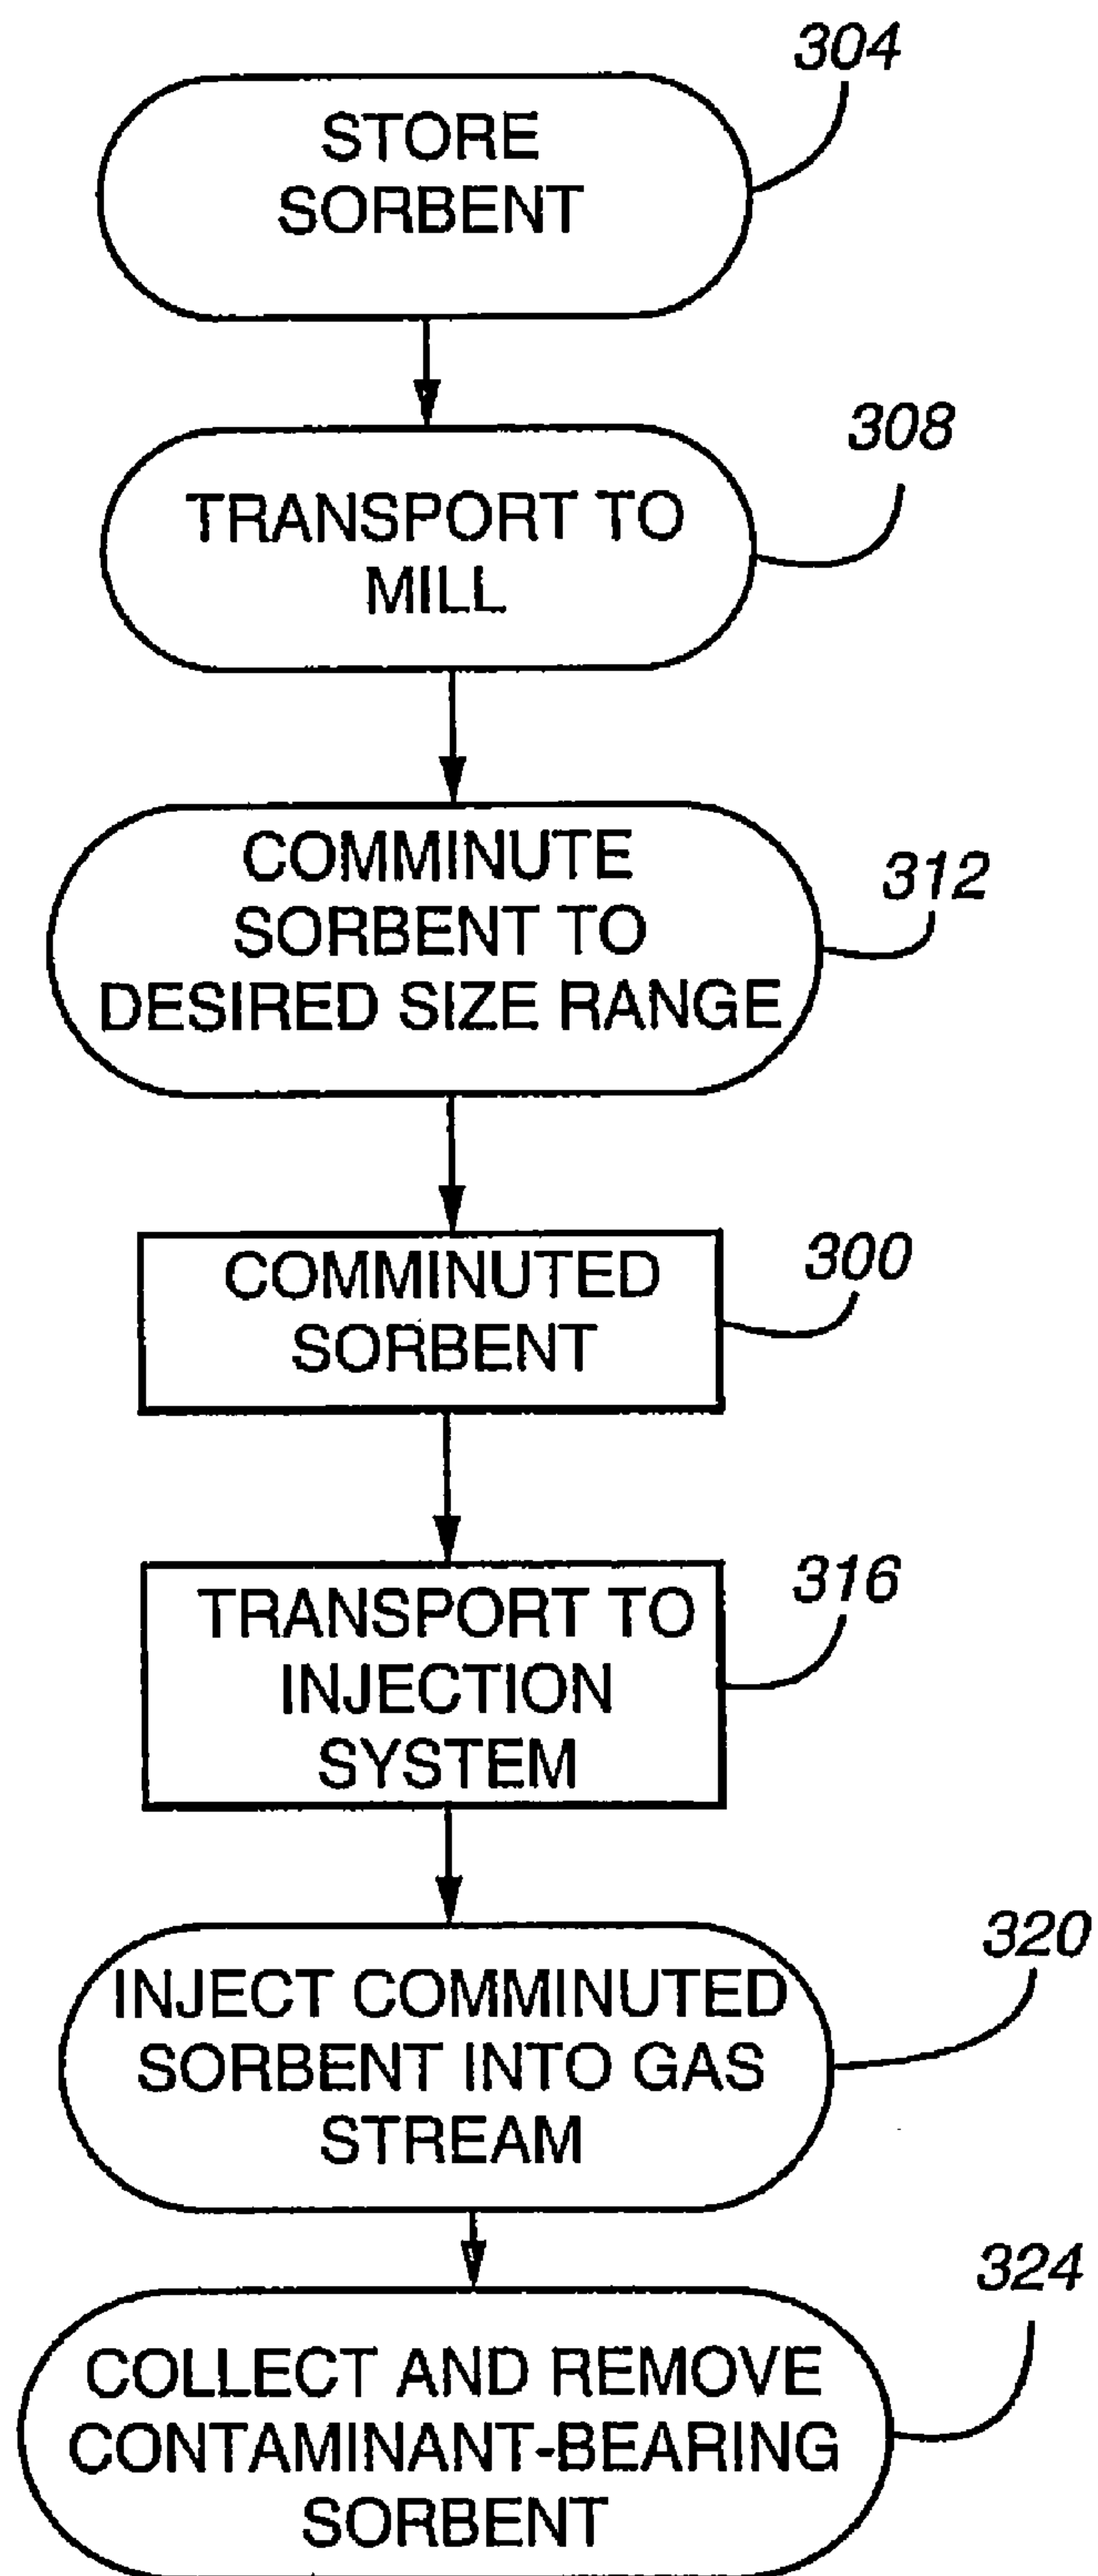 304
STORE
SORBENT
308
TRANSPORT TO
MILL
312
COMMINUTE
SORBENT TO
DESIRED SIZE RANGE
300
COMMINUTED
SORBENT
316
TRANSPORT TO
INJECTION
SYSTEM
320
INJECT COMMINUTED
SORBENT INTO GAS
STREAM
324
COLLECT AND REMOVE
CONTAMINANT-BEARING
SORBENT